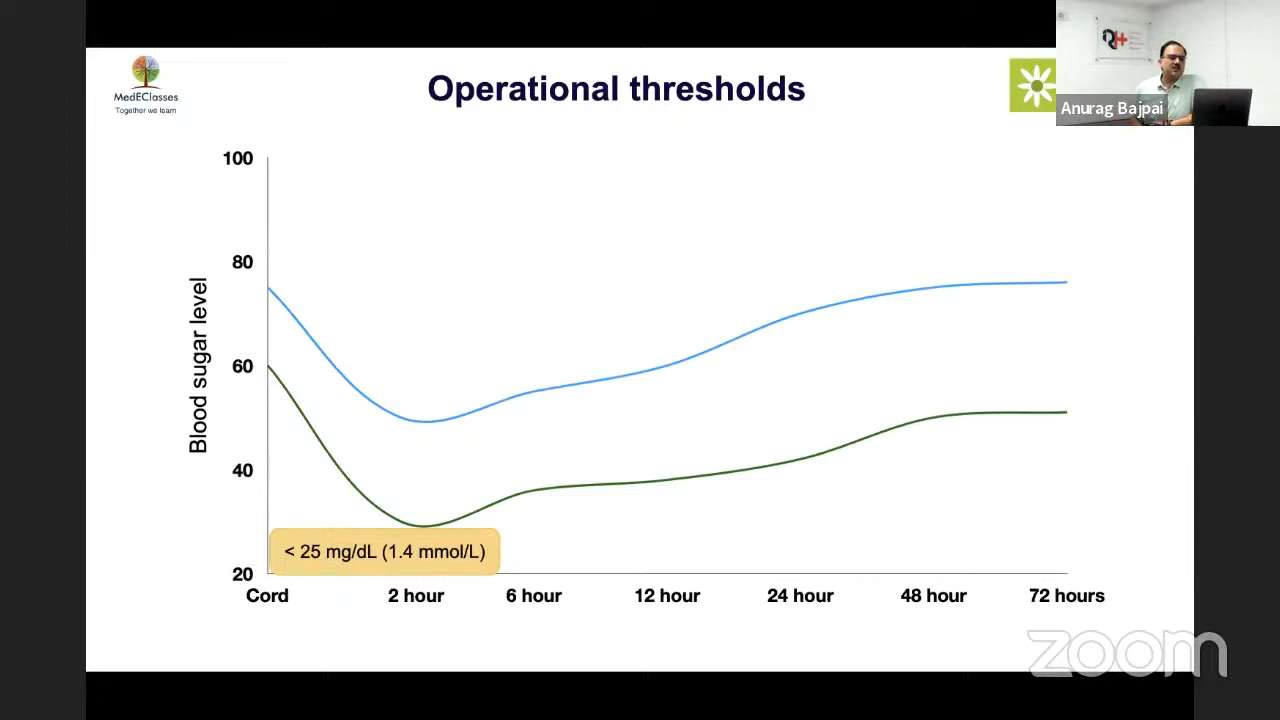 MedEClasses
Together we learn
Operational thresholds
Anurag Bajpai
100
80
60
40
20
Blood sugar level
< 25 mg/dL (1.4 mmol/L)
Cord 2 hour 6 hour 12 hour 24 hour 48 hour 72 hours
zoom